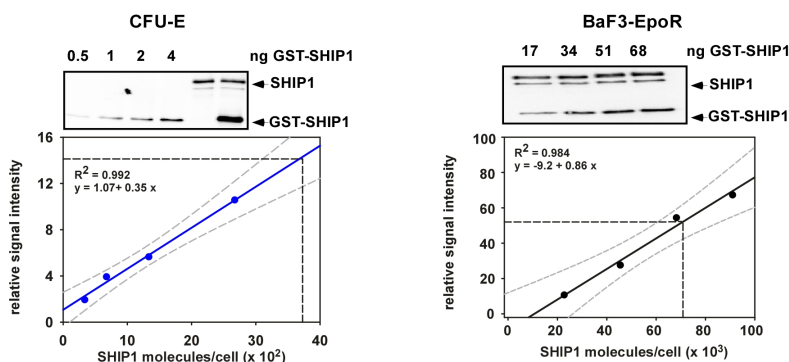 CFU-E
0.5 1 2 4 ng GST-SHIP1
SHIP1
GST-SHIP1
16
12
8
4
0
R2 = 0.992
y = 1.07+ 0.35 x
relative signal intensity
0 10 20 30 40
SHIP1 molecules/cell (x 10²)
BaF3-EpoR
17 34 51 68 ng GST-SHIP1
SHIP1
GST-SHIP1
100
80
60
40
20
0
R2 = 0.984
y = -9.2 + 0.86 x
relative signal intensity
0 20 40 60 80 100
SHIP1 molecules/cell (x 10³)